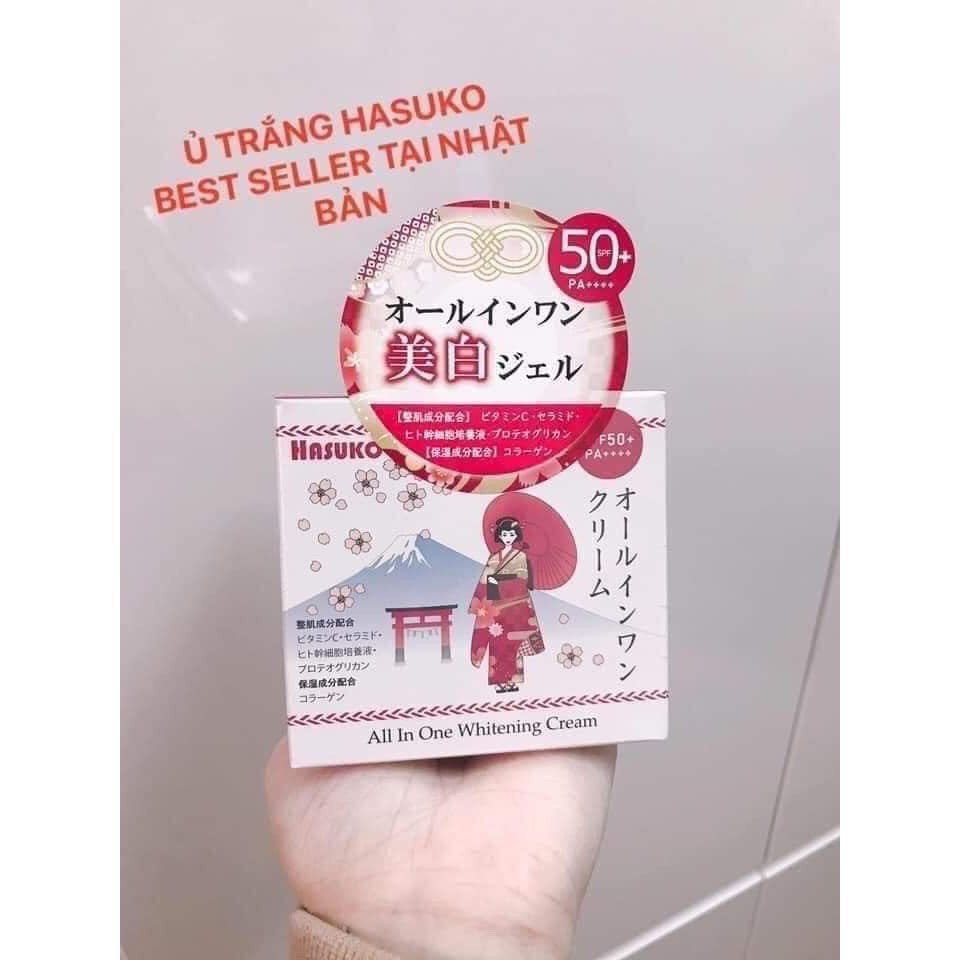 Ủ TRẮNG HASUKO
BEST SELLER TẠI NHẬT
BẢN
50+
SPF
PA++++
オールインワン
美白ジェル
【整肌成分配合】 ビタミンC・セラミド・
ヒト幹細胞培養液・プロテオグリカン
【保湿成分配合】コラーゲン
HASUKO
F50+
PA++++
オールインワン
クリーム
整肌成分配合
ビタミンC・セラミド・
ヒト幹細胞培養液・
プロテオグリカン
保湿成分配合
コラーゲン
All In One Whitening Cream